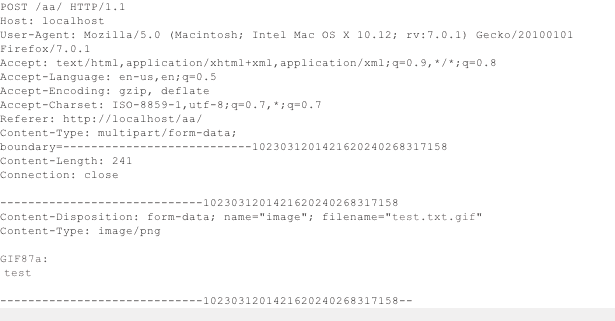 POST /aa/ HTTP/1.1
Host: localhost
User-Agent: Mozilla/5.0 (Macintosh; Intel Mac OS X 10.12; rv:7.0.1) Gecko/20100101
Firefox/7.0.1
Accept: text/html,application/xhtml+xml,application/xml;q=0.9,*/*;q=0.8
Accept-Language: en-us,en;q=0.5
Accept-Encoding: gzip, deflate
Accept-Charset: ISO-8859-1,utf-8;q=0.7,*;q=0.7
Referer: http://localhost/aa/
Content-Type: multipart/form-data;
boundary=---------------------------1023031201421620240268317158
Content-Length: 241
Connection: close

-----------------------------1023031201421620240268317158
Content-Disposition: form-data; name="image"; filename="test.txt.gif"
Content-Type: image/png

GIF87a:
test

-----------------------------1023031201421620240268317158--